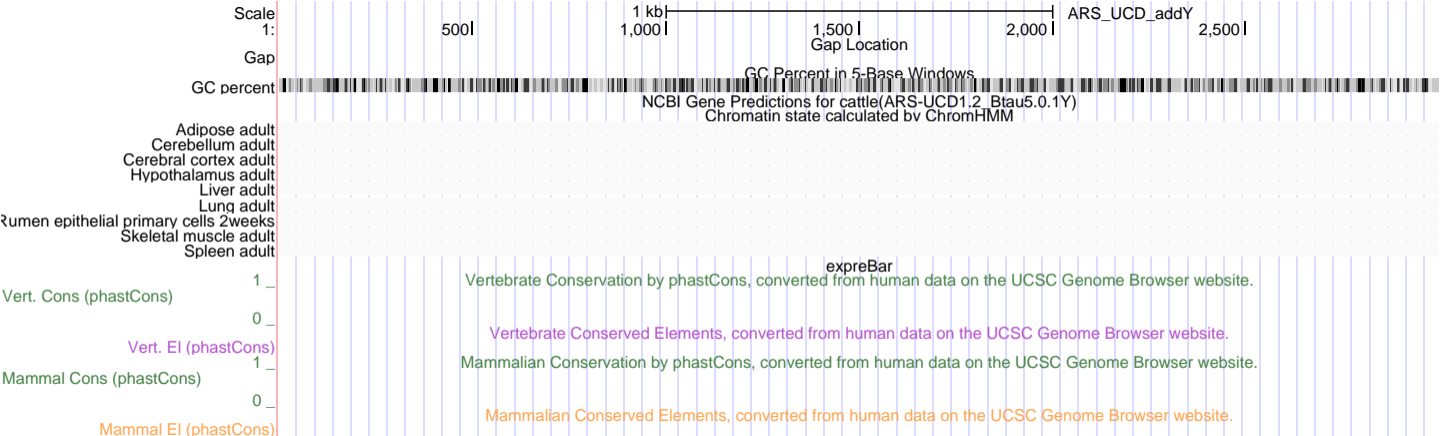 Scale 1 kb ARS_UCD_addY
1: 500 1,000 1,500 2,000 2,500
Gap Location
Gap
GC Percent in 5-Base Windows
GC percent
NCBI Gene Predictions for cattle(ARS-UCD1.2_Btau5.0.1Y)
Chromatin state calculated by ChromHMM
Adipose adult
Cerebellum adult
Cerebral cortex adult
Hypothalamus adult
Liver adult
Lung adult
Rumen epithelial primary cells 2weeks
Skeletal muscle adult
Spleen adult
expreBar
Vertebrate Conservation by phastCons, converted from human data on the UCSC Genome Browser website.
1 _
Vert. Cons (phastCons)
0 _
Vertebrate Conserved Elements, converted from human data on the UCSC Genome Browser website.
Vert. El (phastCons)
Mammalian Conservation by phastCons, converted from human data on the UCSC Genome Browser website.
1 _
Mammal Cons (phastCons)
0 _
Mammalian Conserved Elements, converted from human data on the UCSC Genome Browser website.
Mammal El (phastCons)